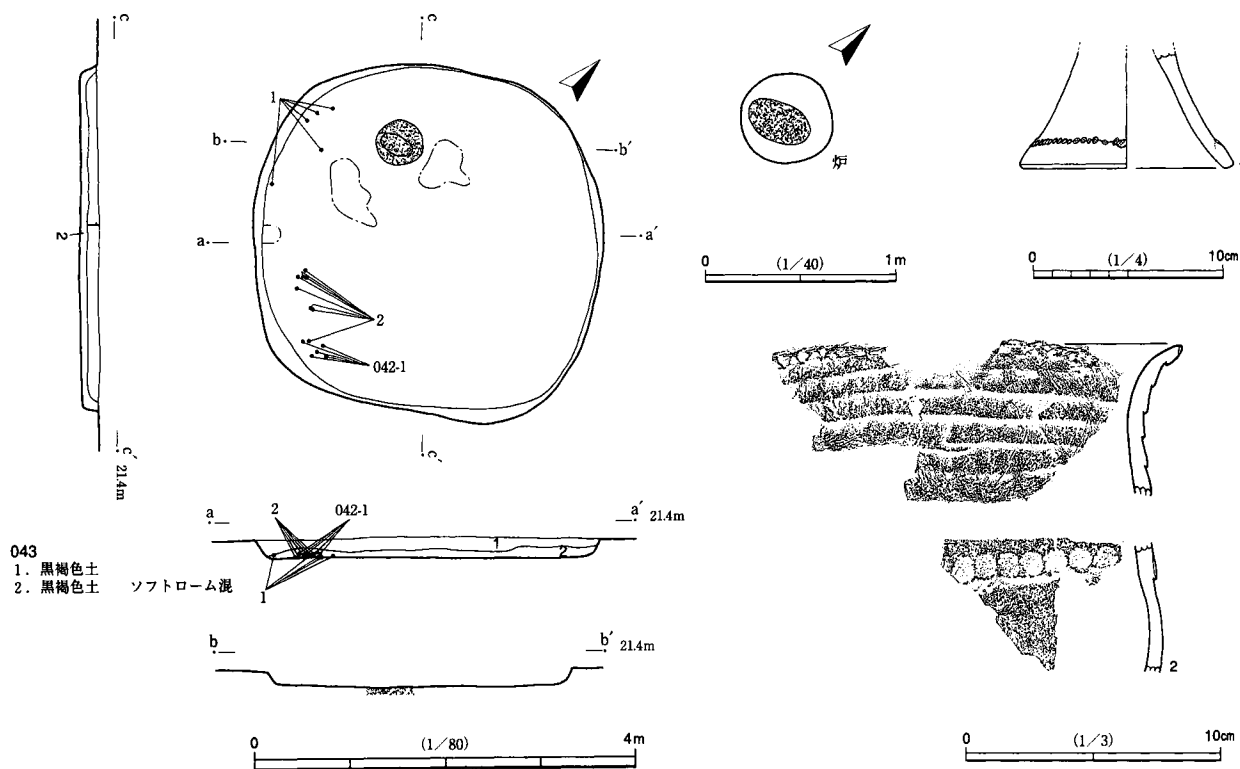 c
c
1
b
b′
a
a′
2
2
042-1
c′
c′
21.4m
a
2
042-1
a′ 21.4m
1
2
1
043
1. 黒褐色土
2. 黒褐色土 ソフトローム混
b
b′ 21.4m
0 (1/80) 4m
炉
0 (1/40) 1m
0 (1/4) 10cm
2
0 (1/3) 10cm